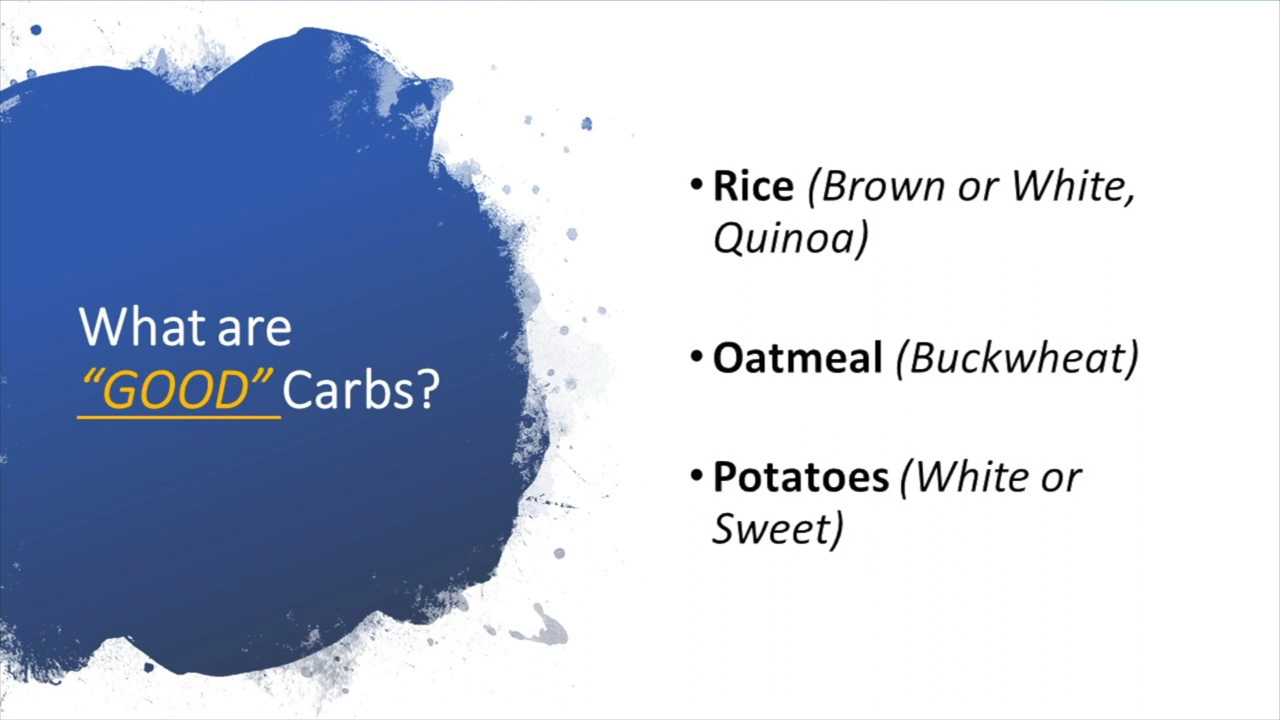 What are
“GOOD” Carbs?
• Rice (Brown or White,
Quinoa)
• Oatmeal (Buckwheat)
• Potatoes (White or
Sweet)